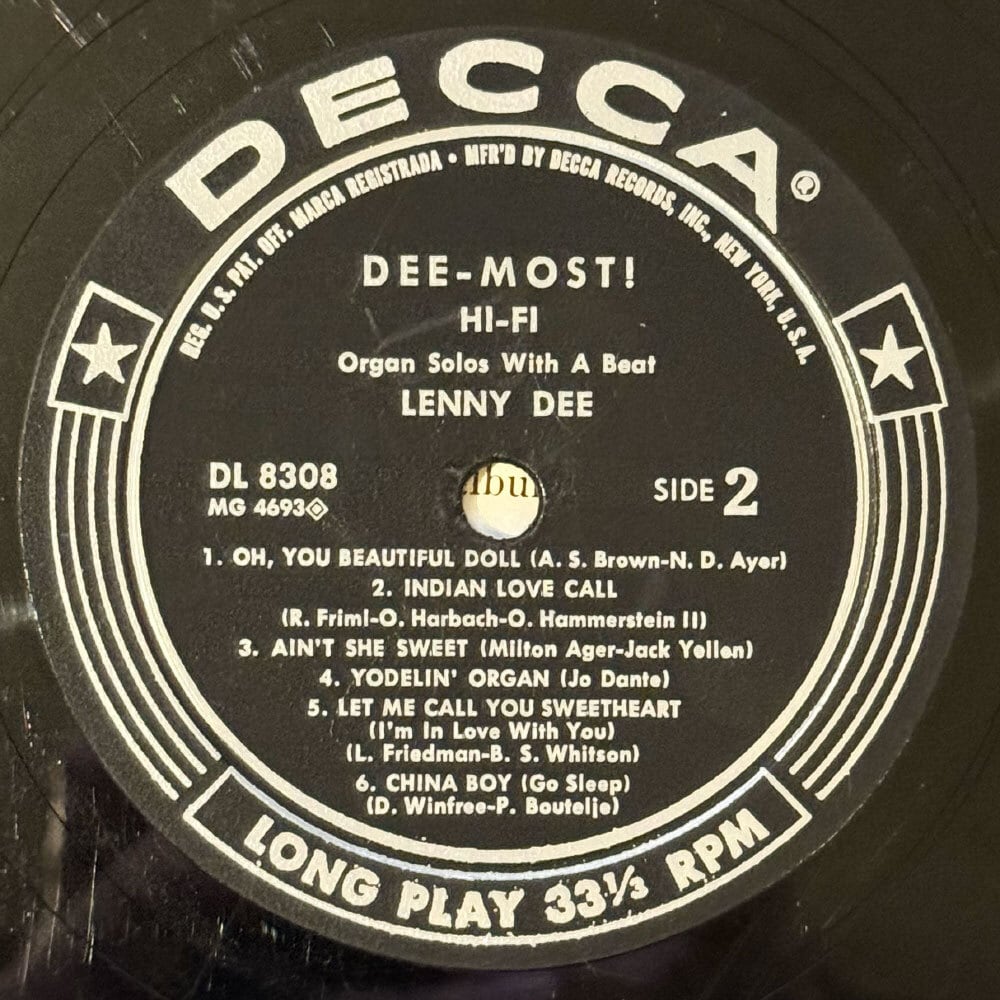 DECCA®
REG. U.S. PAT. OFF. MARCA REGISTRADA • MFR'D BY DECCA RECORDS, INC., NEW YORK, U.S.A.
DEE-MOST!
HI-FI
Organ Solos With A Beat
LENNY DEE
DL 8308
MG 4693
SIDE 2
1. OH, YOU BEAUTIFUL DOLL (A. S. Brown-N. D. Ayer)
2. INDIAN LOVE CALL
(R. Friml-O. Harbach-O. Hammerstein II)
3. AIN'T SHE SWEET (Milton Ager-Jack Yellen)
4. YODELIN' ORGAN (Jo Dante)
5. LET ME CALL YOU SWEETHEART
(I'm In Love With You)
(L. Friedman-B. S. Whitson)
6. CHINA BOY (Go Sleep)
(D. Winfree-P. Boutelje)
LONG PLAY 33⅓ RPM